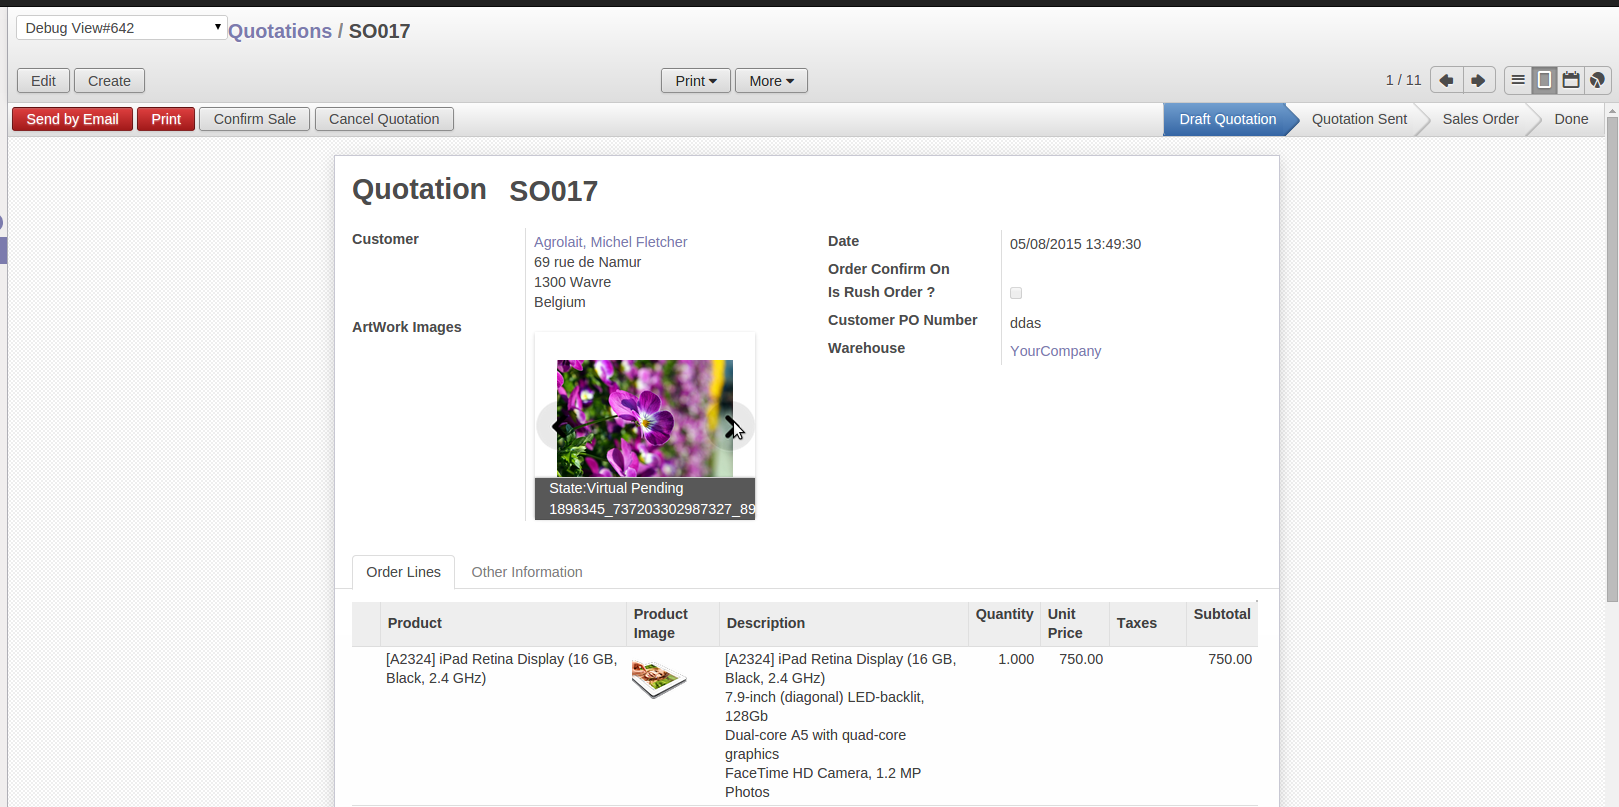 Debug View#642
Quotations / SO017
Edit
Create
Print
More
1 / 11
Send by Email
Print
Confirm Sale
Cancel Quotation
Draft Quotation
Quotation Sent
Sales Order
Done
Quotation SO017
Customer
Agrolait, Michel Fletcher
69 rue de Namur
1300 Wavre
Belgium
ArtWork Images
State:Virtual Pending
1898345_737203302987327_89
Date
05/08/2015 13:49:30
Order Confirm On
Is Rush Order ?
Customer PO Number
ddas
Warehouse
YourCompany
Order Lines
Other Information
Product
Product
Image
Description
Quantity
Unit
Price
Taxes
Subtotal
[A2324] iPad Retina Display (16 GB,
Black, 2.4 GHz)
[A2324] iPad Retina Display (16 GB,
Black, 2.4 GHz)
7.9-inch (diagonal) LED-backlit,
128Gb
Dual-core A5 with quad-core
graphics
FaceTime HD Camera, 1.2 MP
Photos
1.000
750.00
750.00